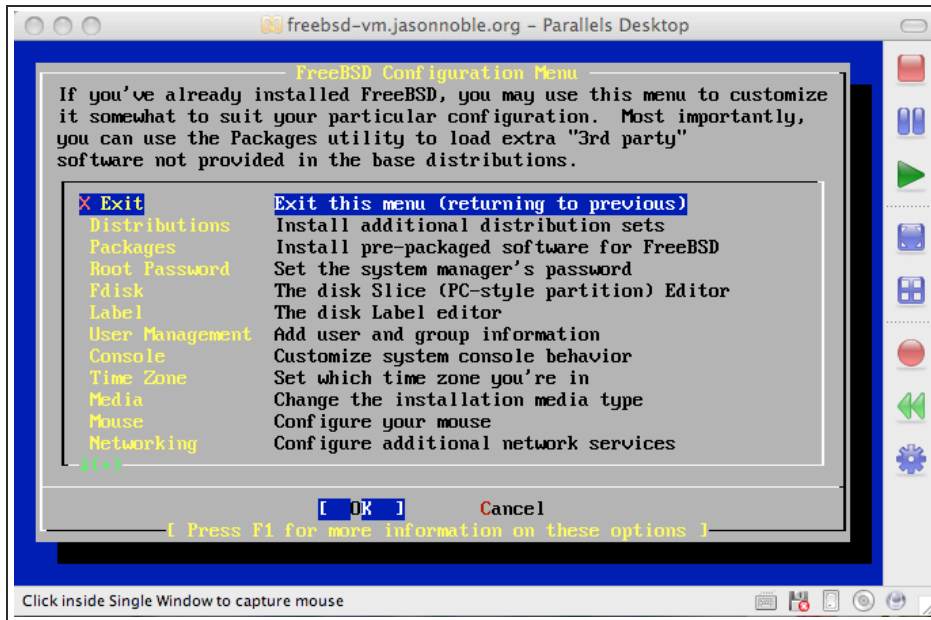 freebsd-vm.jasonnoble.org – Parallels Desktop
FreeBSD Configuration Menu
If you've already installed FreeBSD, you may use this menu to customize
it somewhat to suit your particular configuration.  Most importantly,
you can use the Packages utility to load extra "3rd party"
software not provided in the base distributions.
X Exit Exit this menu (returning to previous)
Distributions Install additional distribution sets
Packages Install pre-packaged software for FreeBSD
Root Password Set the system manager's password
Fdisk The disk Slice (PC-style partition) Editor
Label The disk Label editor
User Management Add user and group information
Console Customize system console behavior
Time Zone Set which time zone you're in
Media Change the installation media type
Mouse Configure your mouse
Networking Configure additional network services
↓(+)
[ OK ] Cancel
[ Press F1 for more information on these options ]
Click inside Single Window to capture mouse